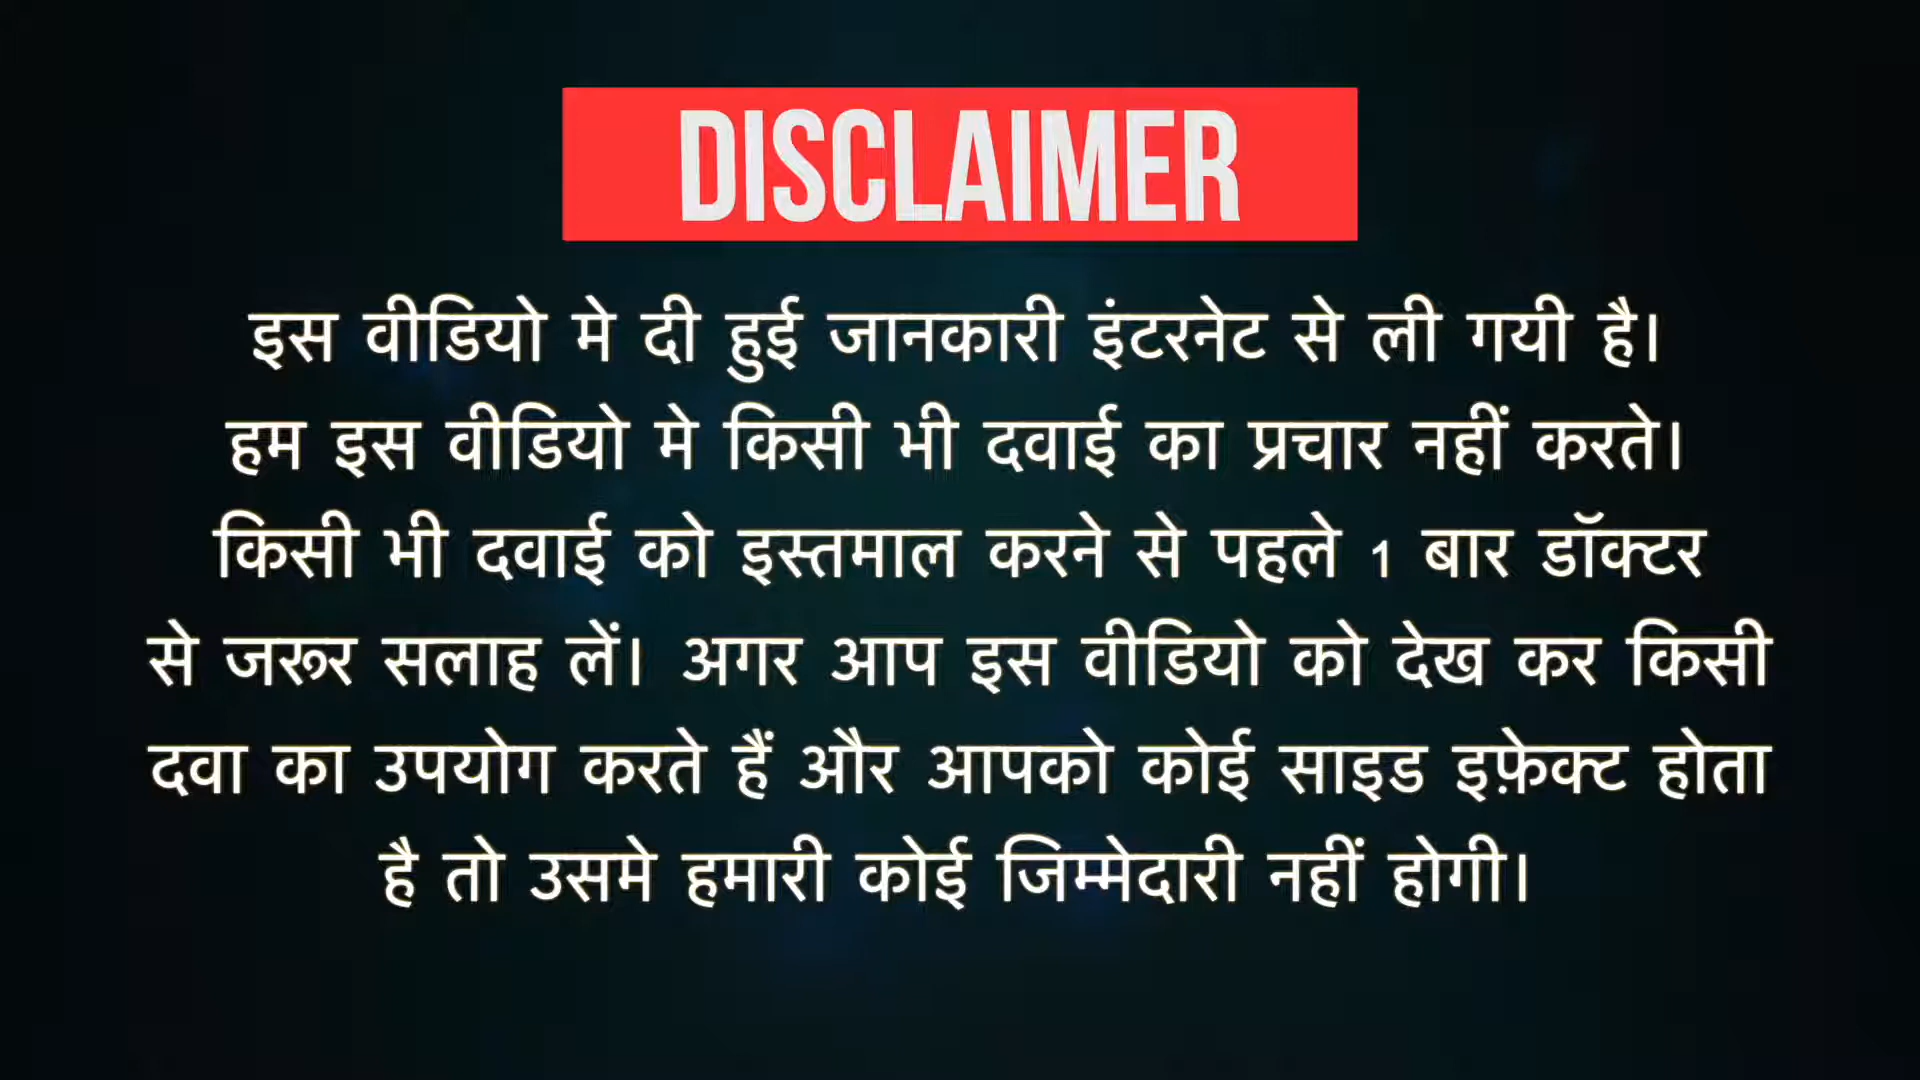 DISCLAIMER
इस वीडियो मे दी हुई जानकारी इंटरनेट से ली गयी है।
हम इस वीडियो मे किसी भी दवाई का प्रचार नहीं करते।
किसी भी दवाई को इस्तमाल करने से पहले 1 बार डॉक्टर
से जरूर सलाह लें। अगर आप इस वीडियो को देख कर किसी
दवा का उपयोग करते हैं और आपको कोई साइड इफ़ेक्ट होता
है तो उसमे हमारी कोई जिम्मेदारी नहीं होगी।